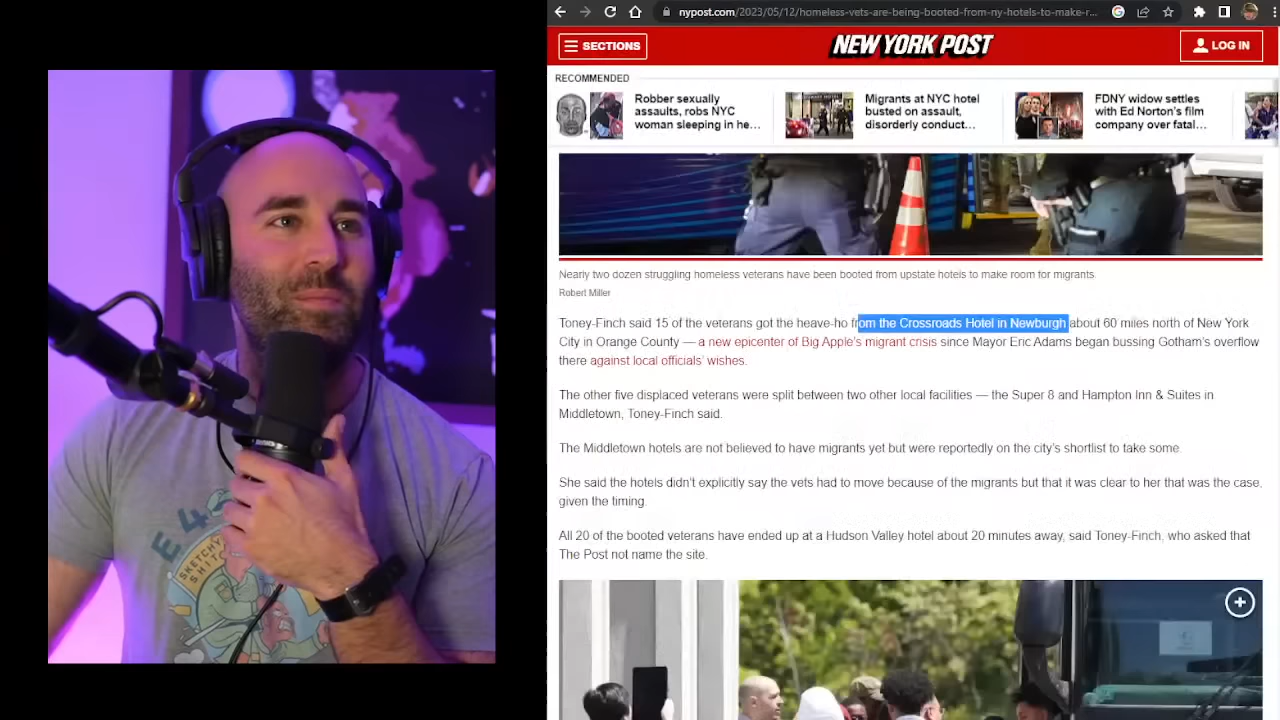 nypost.com/2023/05/12/homeless-vets-are-being-booted-from-ny-hotels-to-make-r...
SECTIONS
NEW YORK POST
LOG IN
RECOMMENDED
Robber sexually
assaults, robs NYC
woman sleeping in he...
Migrants at NYC hotel
busted on assault,
disorderly conduct...
FDNY widow settles
with Ed Norton's film
company over fatal...
Nearly two dozen struggling homeless veterans have been booted from upstate hotels to make room for migrants.
Robert Miller
Toney-Finch said 15 of the veterans got the heave-ho from the Crossroads Hotel in Newburgh about 60 miles north of New York
City in Orange County — a new epicenter of Big Apple's migrant crisis since Mayor Eric Adams began bussing Gotham's overflow
there against local officials' wishes.
The other five displaced veterans were split between two other local facilities — the Super 8 and Hampton Inn & Suites in
Middletown, Toney-Finch said.
The Middletown hotels are not believed to have migrants yet but were reportedly on the city's shortlist to take some.
She said the hotels didn't explicitly say the vets had to move because of the migrants but that it was clear to her that was the case,
given the timing.
All 20 of the booted veterans have ended up at a Hudson Valley hotel about 20 minutes away, said Toney-Finch, who asked that
The Post not name the site.
E 4
SKETCHY
SHIT